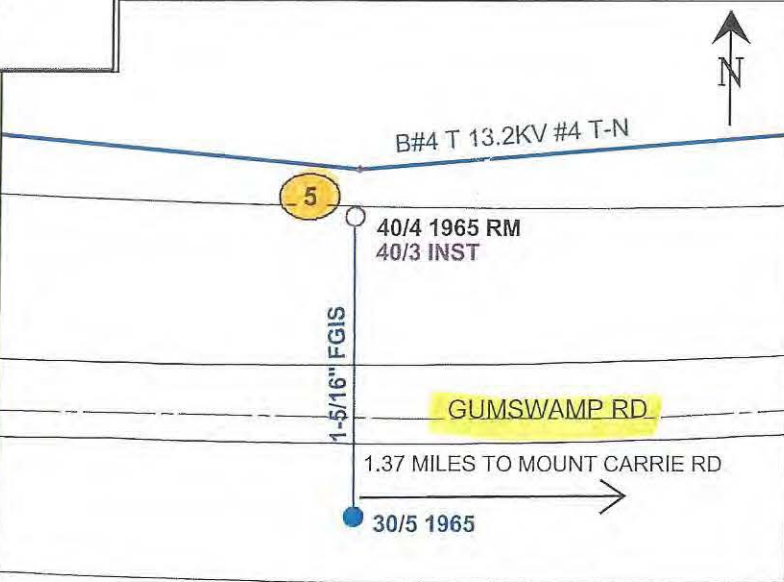 N
B#4 T 13.2KV #4 T-N
5
40/4 1965 RM
40/3 INST
1-5/16" FGIS
GUMSWAMP RD
1.37 MILES TO MOUNT CARRIE RD
30/5 1965